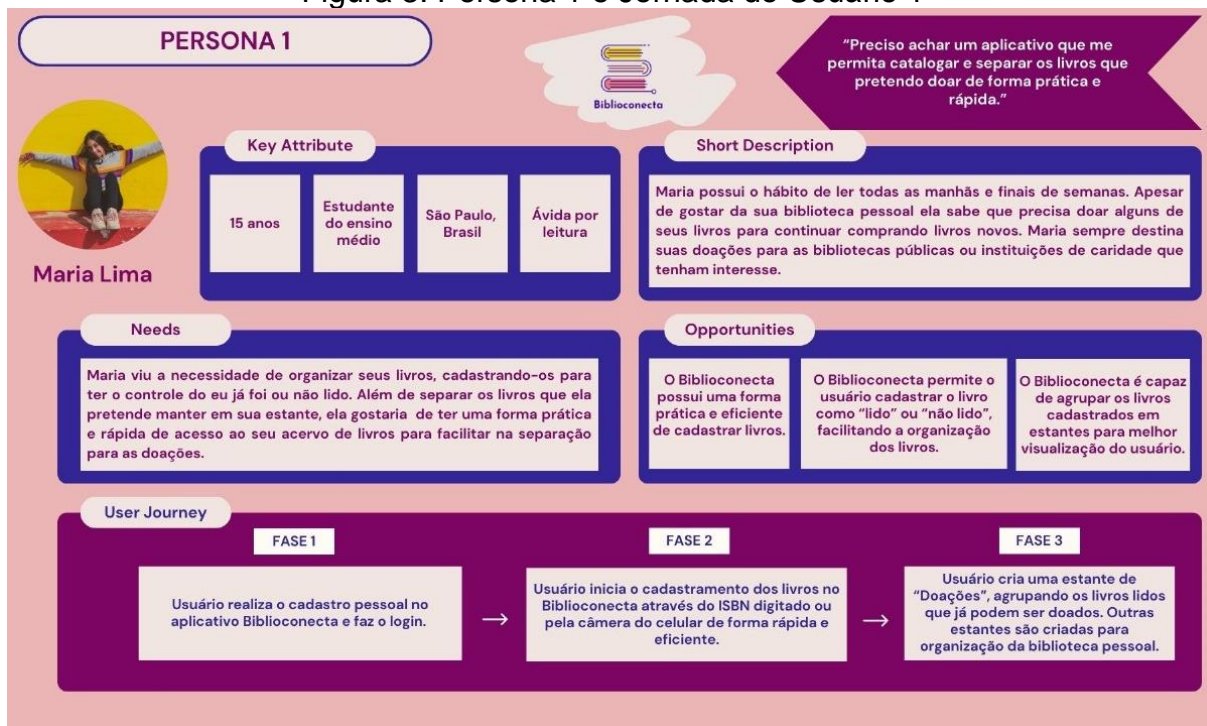 Figura 3: Persona 1 e Jornada do Usuário 1
PERSONA 1
Biblioconecta
“Preciso achar um aplicativo que me
permita catalogar e separar os livros que
pretendo doar de forma prática e
rápida.”
Maria Lima
Key Attribute
15 anos
Estudante
do ensino
médio
São Paulo,
Brasil
Ávida por
leitura
Short Description
Maria possui o hábito de ler todas as manhãs e finais de semanas. Apesar
de gostar da sua biblioteca pessoal ela sabe que precisa doar alguns de
seus livros para continuar comprando livros novos. Maria sempre destina
suas doações para as bibliotecas públicas ou instituições de caridade que
tenham interesse.
Needs
Maria viu a necessidade de organizar seus livros, cadastrando-os para
ter o controle do eu já foi ou não lido. Além de separar os livros que ela
pretende manter em sua estante, ela gostaria de ter uma forma prática
e rápida de acesso ao seu acervo de livros para facilitar na separação
para as doações.
Opportunities
O Biblioconecta
possui uma forma
prática e eficiente
de cadastrar livros.
O Biblioconecta permite o
usuário cadastrar o livro
como “lido” ou “não lido”,
facilitando a organização
dos livros.
O Biblioconecta é capaz
de agrupar os livros
cadastrados em
estantes para melhor
visualização do usuário.
User Journey
FASE 1
Usuário realiza o cadastro pessoal no
aplicativo Biblioconecta e faz o login.
FASE 2
Usuário inicia o cadastramento dos livros no
Biblioconecta através do ISBN digitado ou
pela câmera do celular de forma rápida e
eficiente.
FASE 3
Usuário cria uma estante de
“Doações”, agrupando os livros lidos
que já podem ser doados. Outras
estantes são criadas para
organização da biblioteca pessoal.